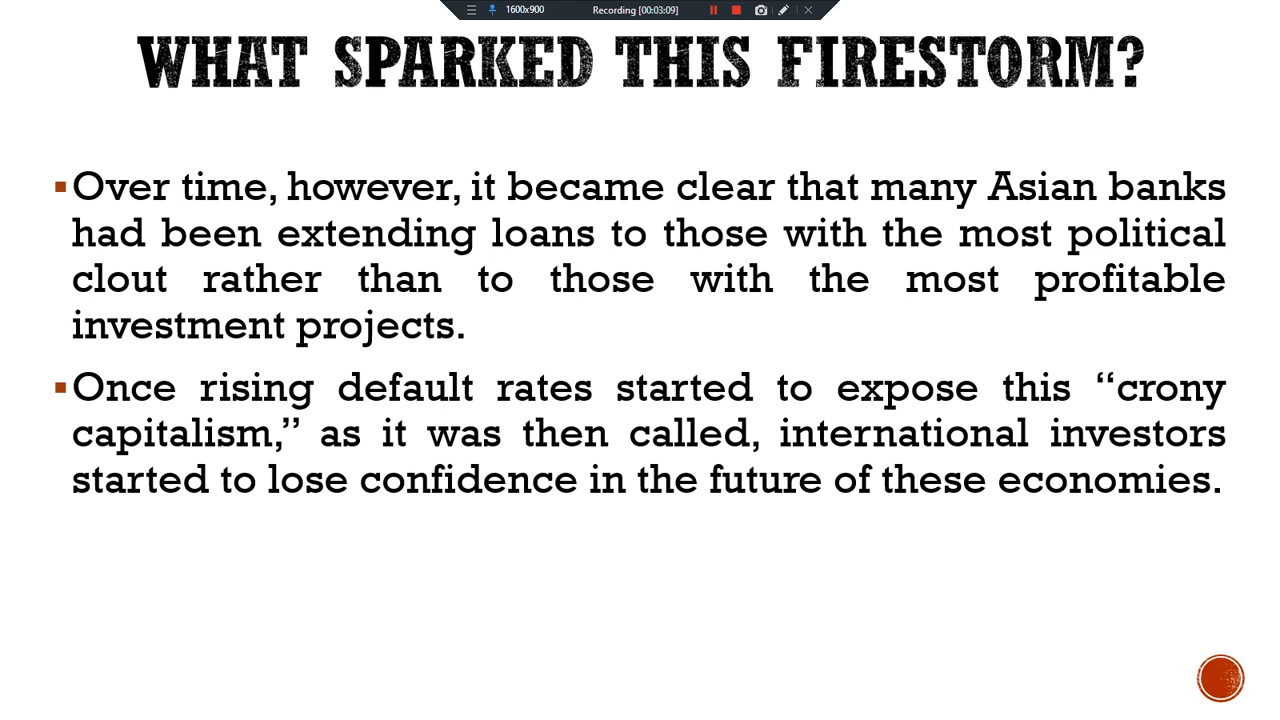 1600x900
Recording [00:03:09]
WHAT SPARKED THIS FIRESTORM?
▪Over time, however, it became clear that many Asian banks
had been extending loans to those with the most political
clout rather than to those with the most profitable
investment projects.
▪Once rising default rates started to expose this “crony
capitalism,” as it was then called, international investors
started to lose confidence in the future of these economies.